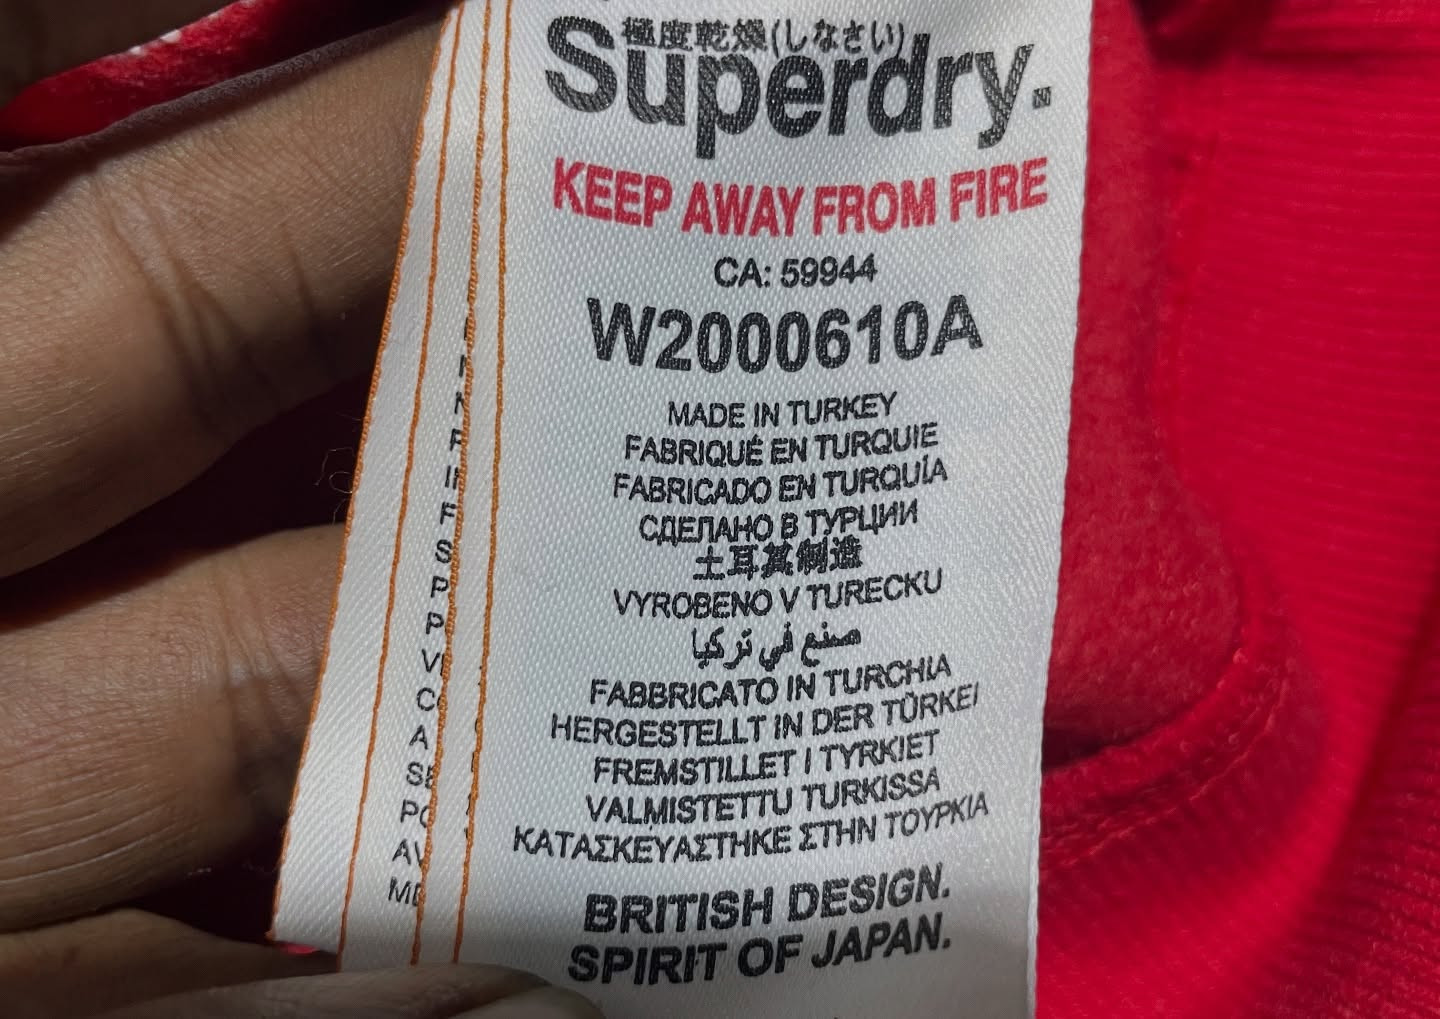 極度乾燥(しなさい)
Superdry.
KEEP AWAY FROM FIRE
CA: 59944
W2000610A
MADE IN TURKEY
FABRIQUÉ EN TURQUIE
FABRICADO EN TURQUÍA
СДЕЛАНО В ТУРЦИИ
土耳其制造
VYROBENO V TURECKU
صنع في تركيا
FABBRICATO IN TURCHIA
HERGESTELLT IN DER TÜRKEI
FREMSTILLET I TYRKIET
VALMISTETTU TURKISSA
ΚΑΤΑΣΚΕΥΑΣΤΗΚΕ ΣΤΗΝ ΤΟΥΡΚΙΑ
BRITISH DESIGN.
SPIRIT OF JAPAN.